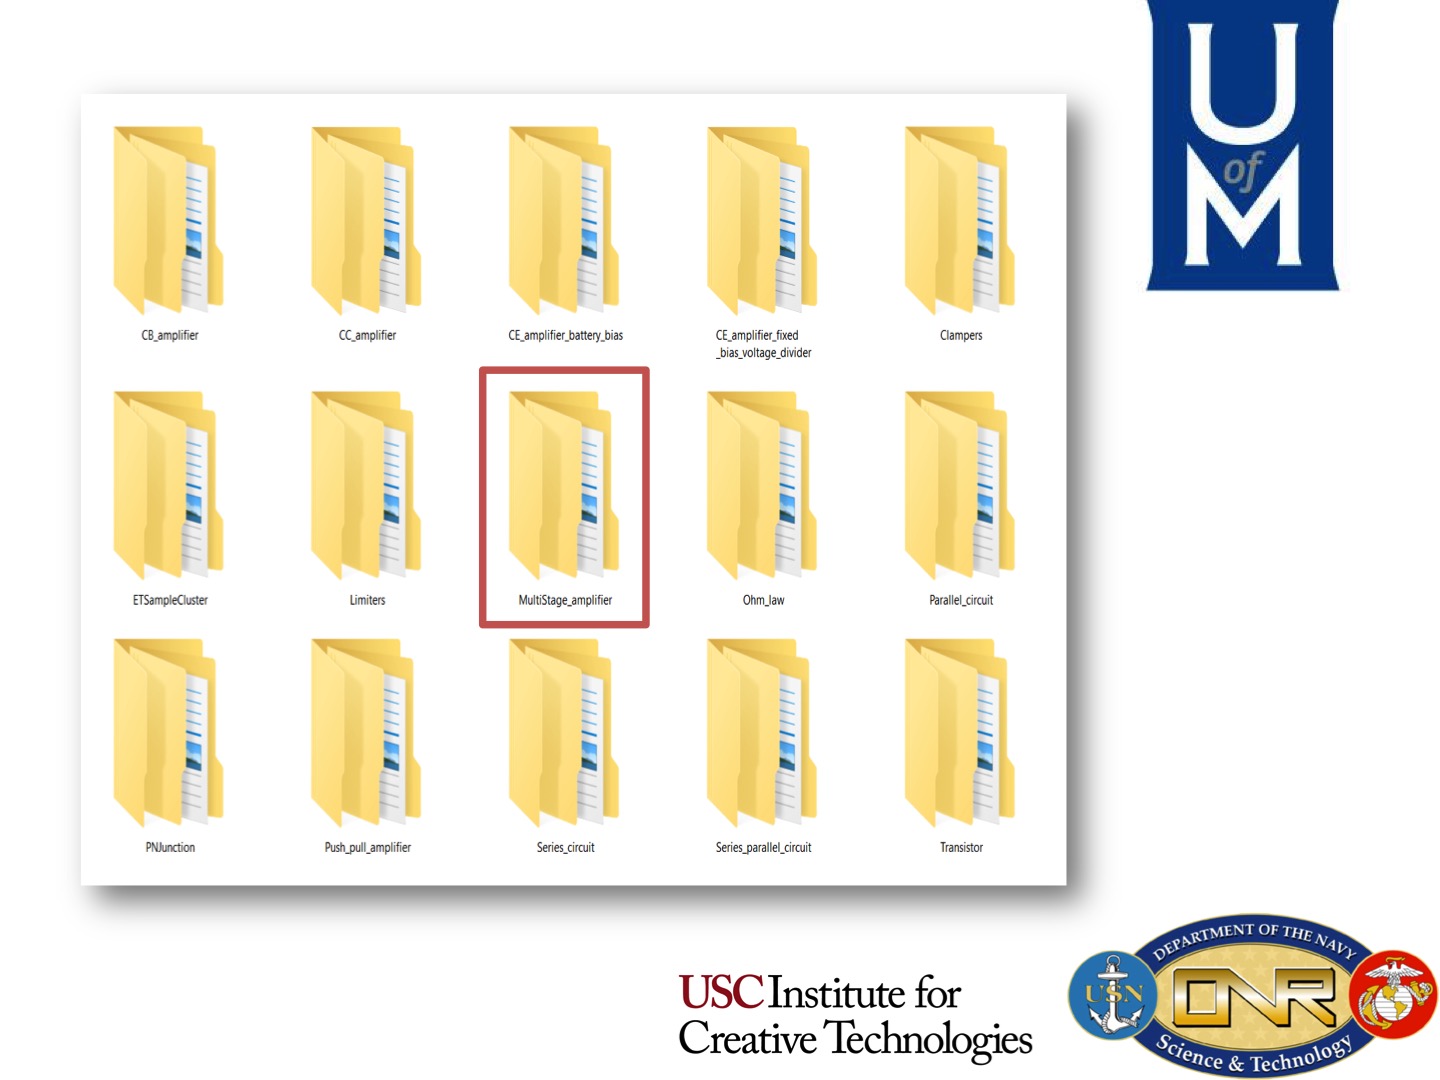 U
of
M
CB_amplifier
CC_amplifier
CE_amplifier_battery_bias
CE_amplifier_fixed
_bias_voltage_divider
Clampers
ETSampleCluster
Limiters
MultiStage_amplifier
Ohm_law
Parallel_circuit
PNJunction
Push_pull_amplifier
Series_circuit
Series_parallel_circuit
Transistor
USC Institute for
Creative Technologies
DEPARTMENT OF THE NAVY
USN
ONR
Science & Technology